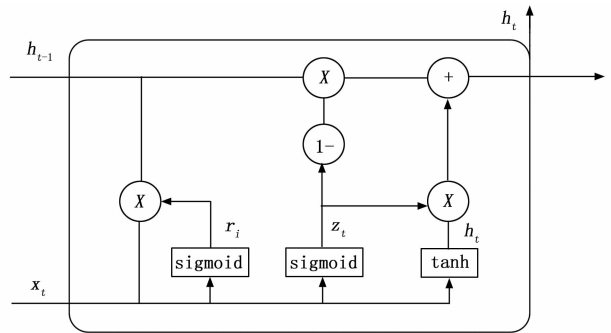 h_t
h_{t-1}
X
+
1-
X
X
r_i
z_t
h_t
sigmoid
sigmoid
tanh
x_t